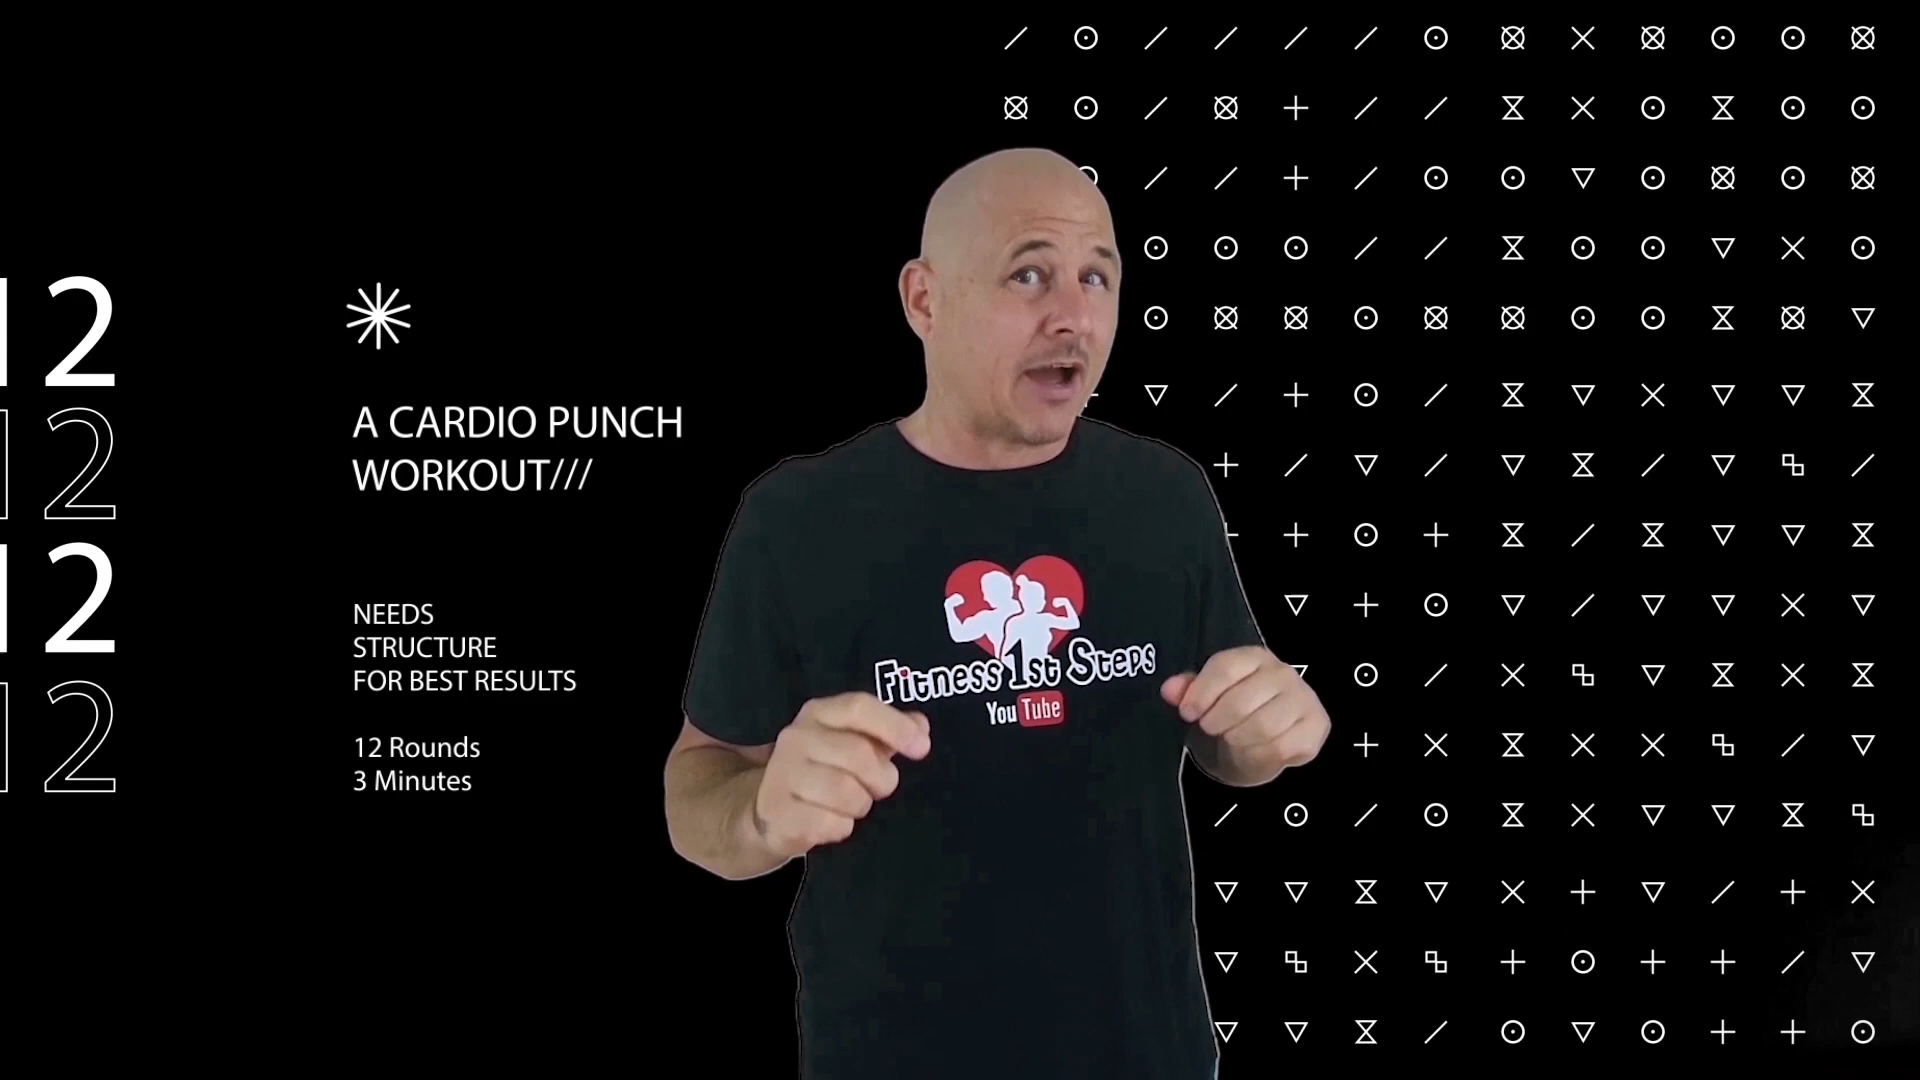 12
12
12
12
A CARDIO PUNCH
WORKOUT///
NEEDS
STRUCTURE
FOR BEST RESULTS
12 Rounds
3 Minutes
Fitness 1st Steps
YouTube